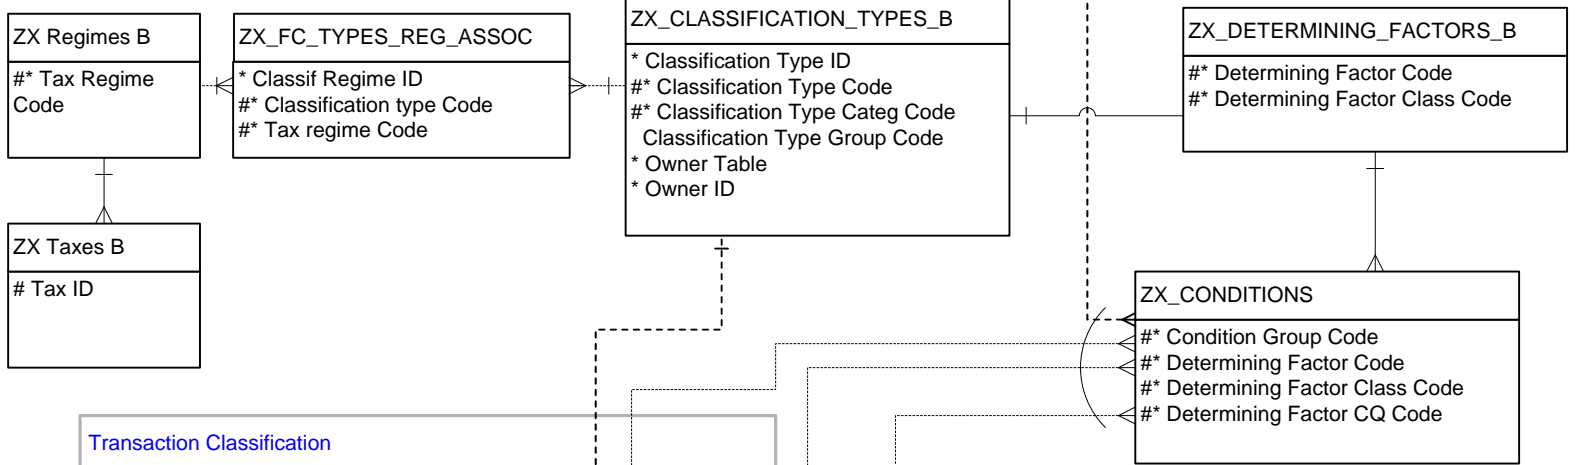 ZX Regimes B
#* Tax Regime
Code
ZX_FC_TYPES_REG_ASSOC
* Classif Regime ID
#* Classification type Code
#* Tax regime Code
ZX_CLASSIFICATION_TYPES_B
* Classification Type ID
#* Classification Type Code
#* Classification Type Categ Code
Classification Type Group Code
* Owner Table
* Owner ID
ZX_DETERMINING_FACTORS_B
#* Determining Factor Code
#* Determining Factor Class Code
ZX Taxes B
# Tax ID
ZX_CONDITIONS
#* Condition Group Code
#* Determining Factor Code
#* Determining Factor Class Code
#* Determining Factor CQ Code
Transaction Classification